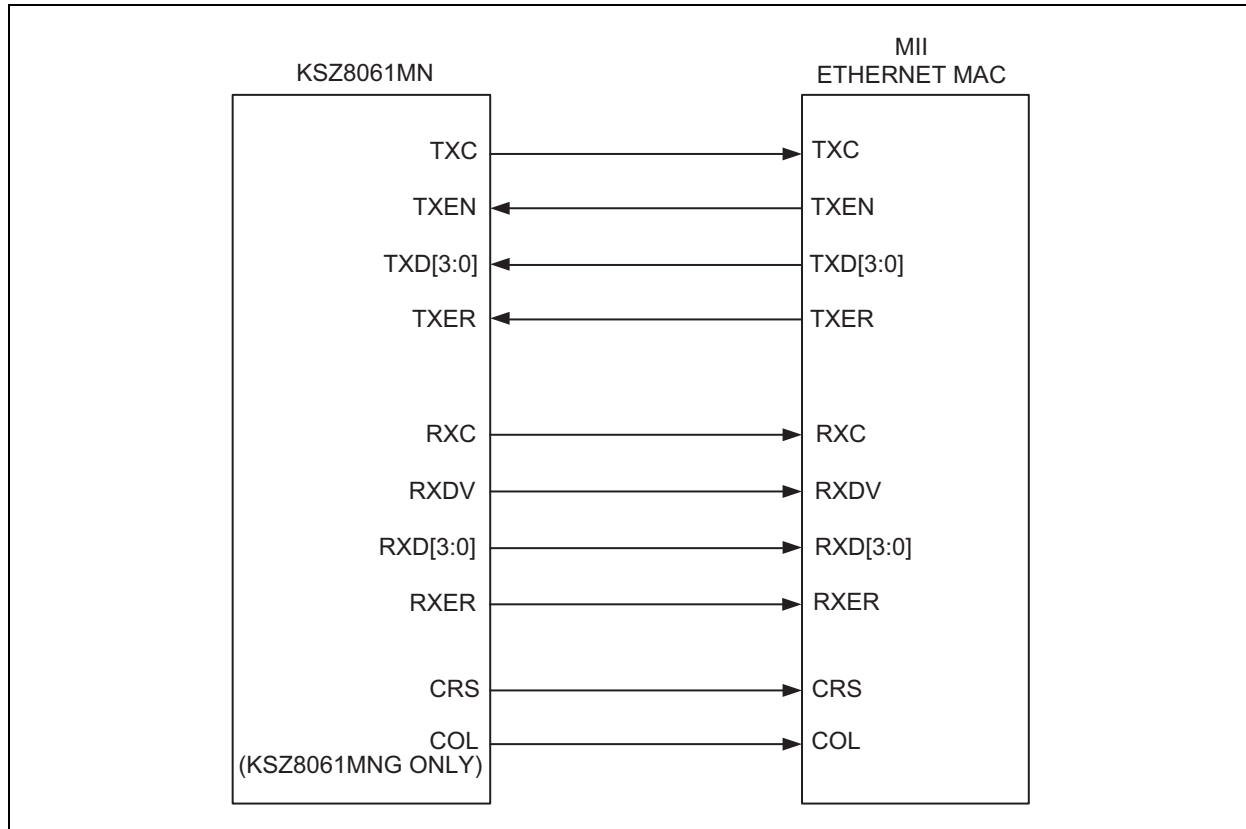 KSZ8061MN
MII
ETHERNET MAC
TXC
TXC
TXEN
TXEN
TXD[3:0]
TXD[3:0]
TXER
TXER
RXC
RXC
RXDV
RXDV
RXD[3:0]
RXD[3:0]
RXER
RXER
CRS
CRS
COL
COL
(KSZ8061MNG ONLY)